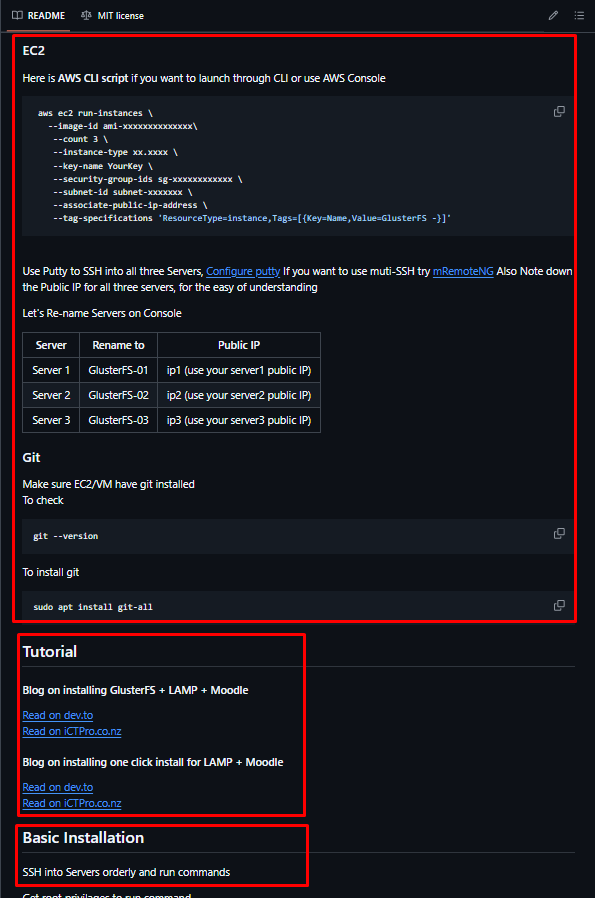 README MIT license
EC2
Here is AWS CLI script if you want to launch through CLI or use AWS Console
aws ec2 run-instances \
--image-id ami-xxxxxxxxxxxxxx\
--count 3 \
--instance-type xx.xxxx \
--key-name YourKey \
--security-group-ids sg-xxxxxxxxxxxx \
--subnet-id subnet-xxxxxxx \
--associate-public-ip-address \
--tag-specifications 'ResourceType=instance,Tags=[{Key=Name,Value=GlusterFS -}]'
Use Putty to SSH into all three Servers, Configure putty If you want to use muti-SSH try mRemoteNG Also Note down
the Public IP for all three servers, for the easy of understanding
Let's Re-name Servers on Console
Server Rename to Public IP
Server 1 GlusterFS-01 ip1 (use your server1 public IP)
Server 2 GlusterFS-02 ip2 (use your server2 public IP)
Server 3 GlusterFS-03 ip3 (use your server3 public IP)
Git
Make sure EC2/VM have git installed
To check
git --version
To install git
sudo apt install git-all
Tutorial
Blog on installing GlusterFS + LAMP + Moodle
Read on dev.to
Read on iCTPro.co.nz
Blog on installing one click install for LAMP + Moodle
Read on dev.to
Read on iCTPro.co.nz
Basic Installation
SSH into Servers orderly and run commands
Get root privilages to run command